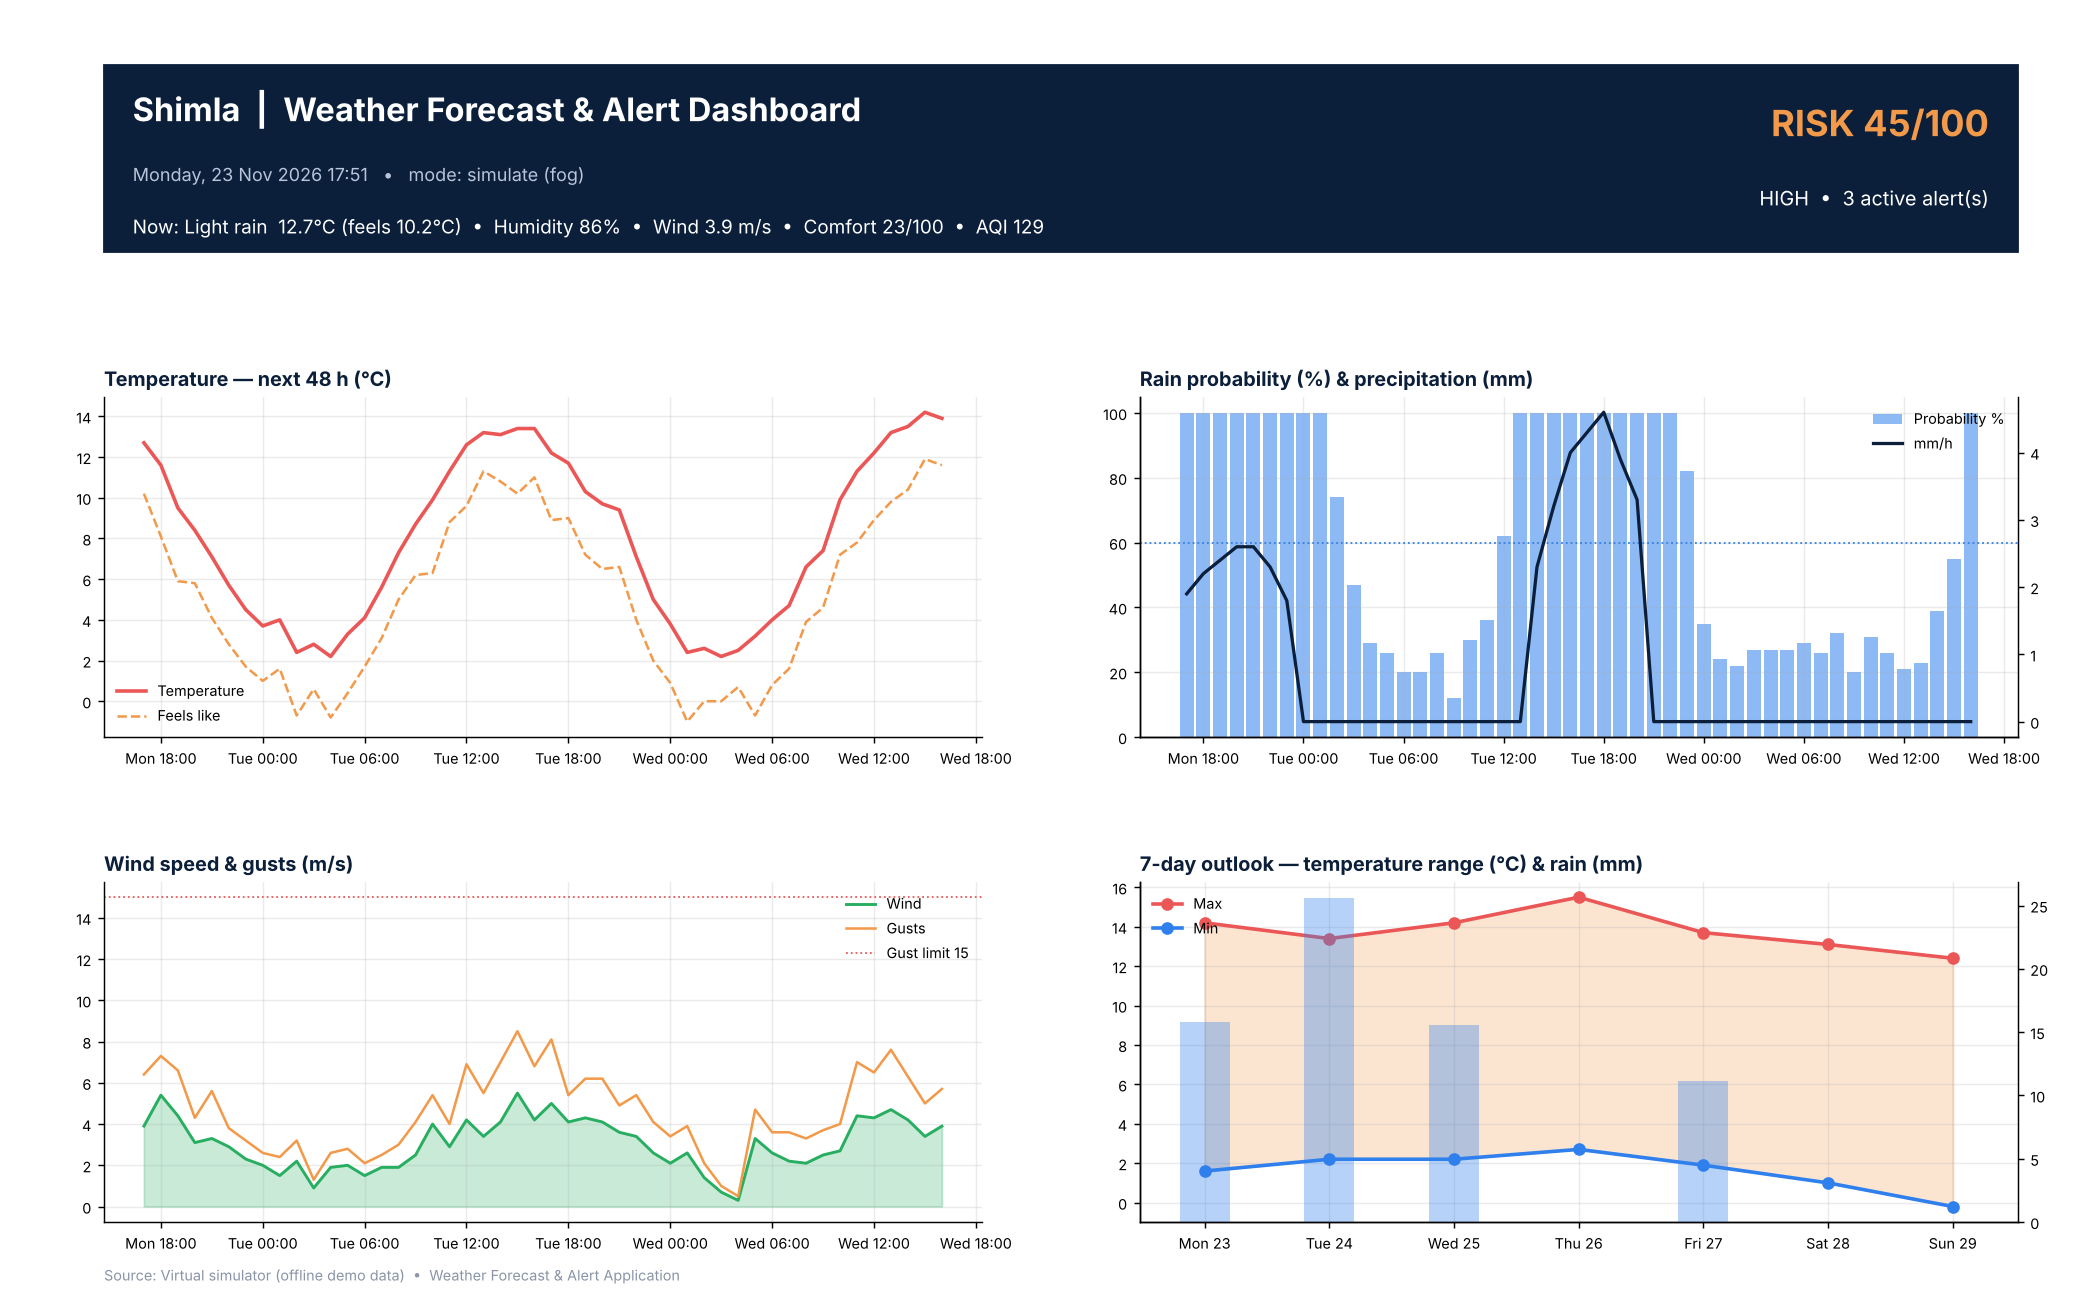 Shimla | Weather Forecast & Alert Dashboard
RISK 45/100
Monday, 23 Nov 2026 17:51 • mode: simulate (fog)
HIGH • 3 active alert(s)
Now: Light rain 12.7°C (feels 10.2°C) • Humidity 86% • Wind 3.9 m/s • Comfort 23/100 • AQI 129
Temperature — next 48 h (°C)
14
12
10
8
6
4
2
0
Temperature
Feels like
Mon 18:00 Tue 00:00 Tue 06:00 Tue 12:00 Tue 18:00 Wed 00:00 Wed 06:00 Wed 12:00 Wed 18:00
Rain probability (%) & precipitation (mm)
100
80
60
40
20
0
Probability %
mm/h
4
3
2
1
0
Mon 18:00 Tue 00:00 Tue 06:00 Tue 12:00 Tue 18:00 Wed 00:00 Wed 06:00 Wed 12:00 Wed 18:00
Wind speed & gusts (m/s)
14
12
10
8
6
4
2
0
Wind
Gusts
Gust limit 15
Mon 18:00 Tue 00:00 Tue 06:00 Tue 12:00 Tue 18:00 Wed 00:00 Wed 06:00 Wed 12:00 Wed 18:00
7-day outlook — temperature range (°C) & rain (mm)
16
14
12
10
8
6
4
2
0
Max
Min
25
20
15
10
5
0
Mon 23 Tue 24 Wed 25 Thu 26 Fri 27 Sat 28 Sun 29
Source: Virtual simulator (offline demo data) • Weather Forecast & Alert Application